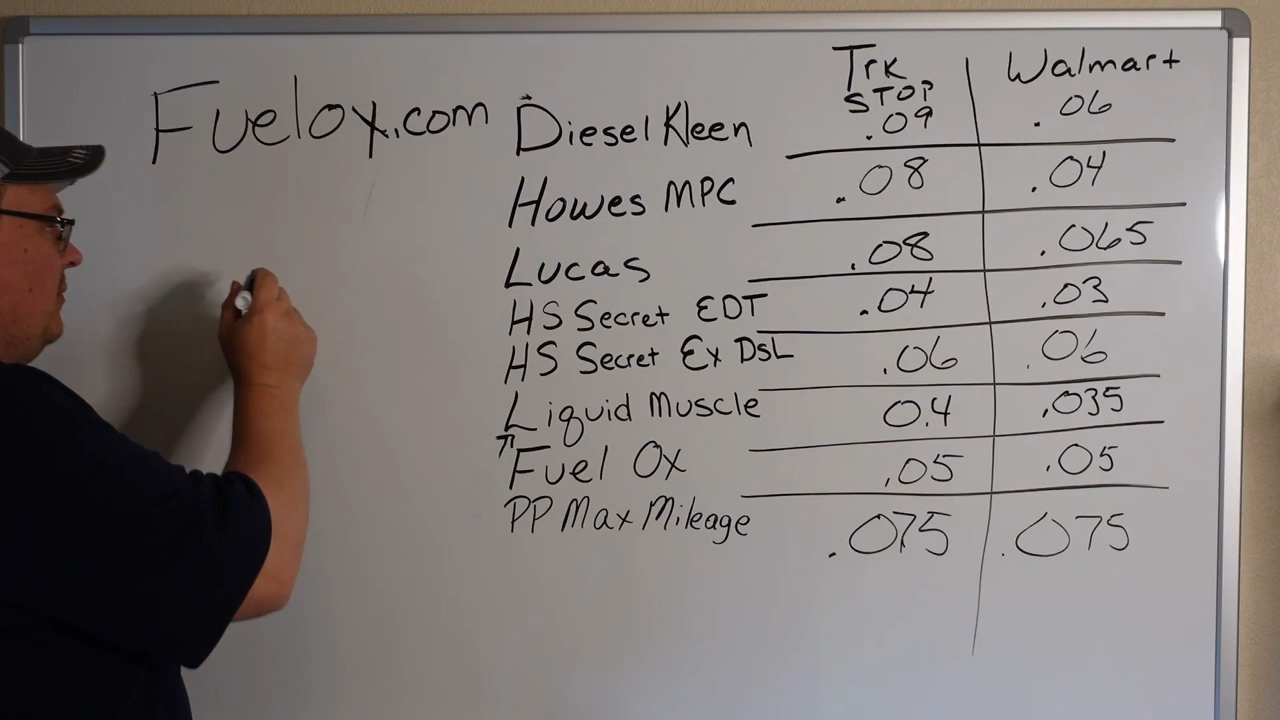 Fuelox.com
Trk STOP Walmart
Diesel Kleen .09 .06
Howes MPC .08 .04
Lucas .08 .065
HS Secret EDT .04 .03
HS Secret Ex DsL .06 .06
Liquid Muscle 0.4 .035
Fuel Ox .05 .05
PP Max Mileage .075 .075